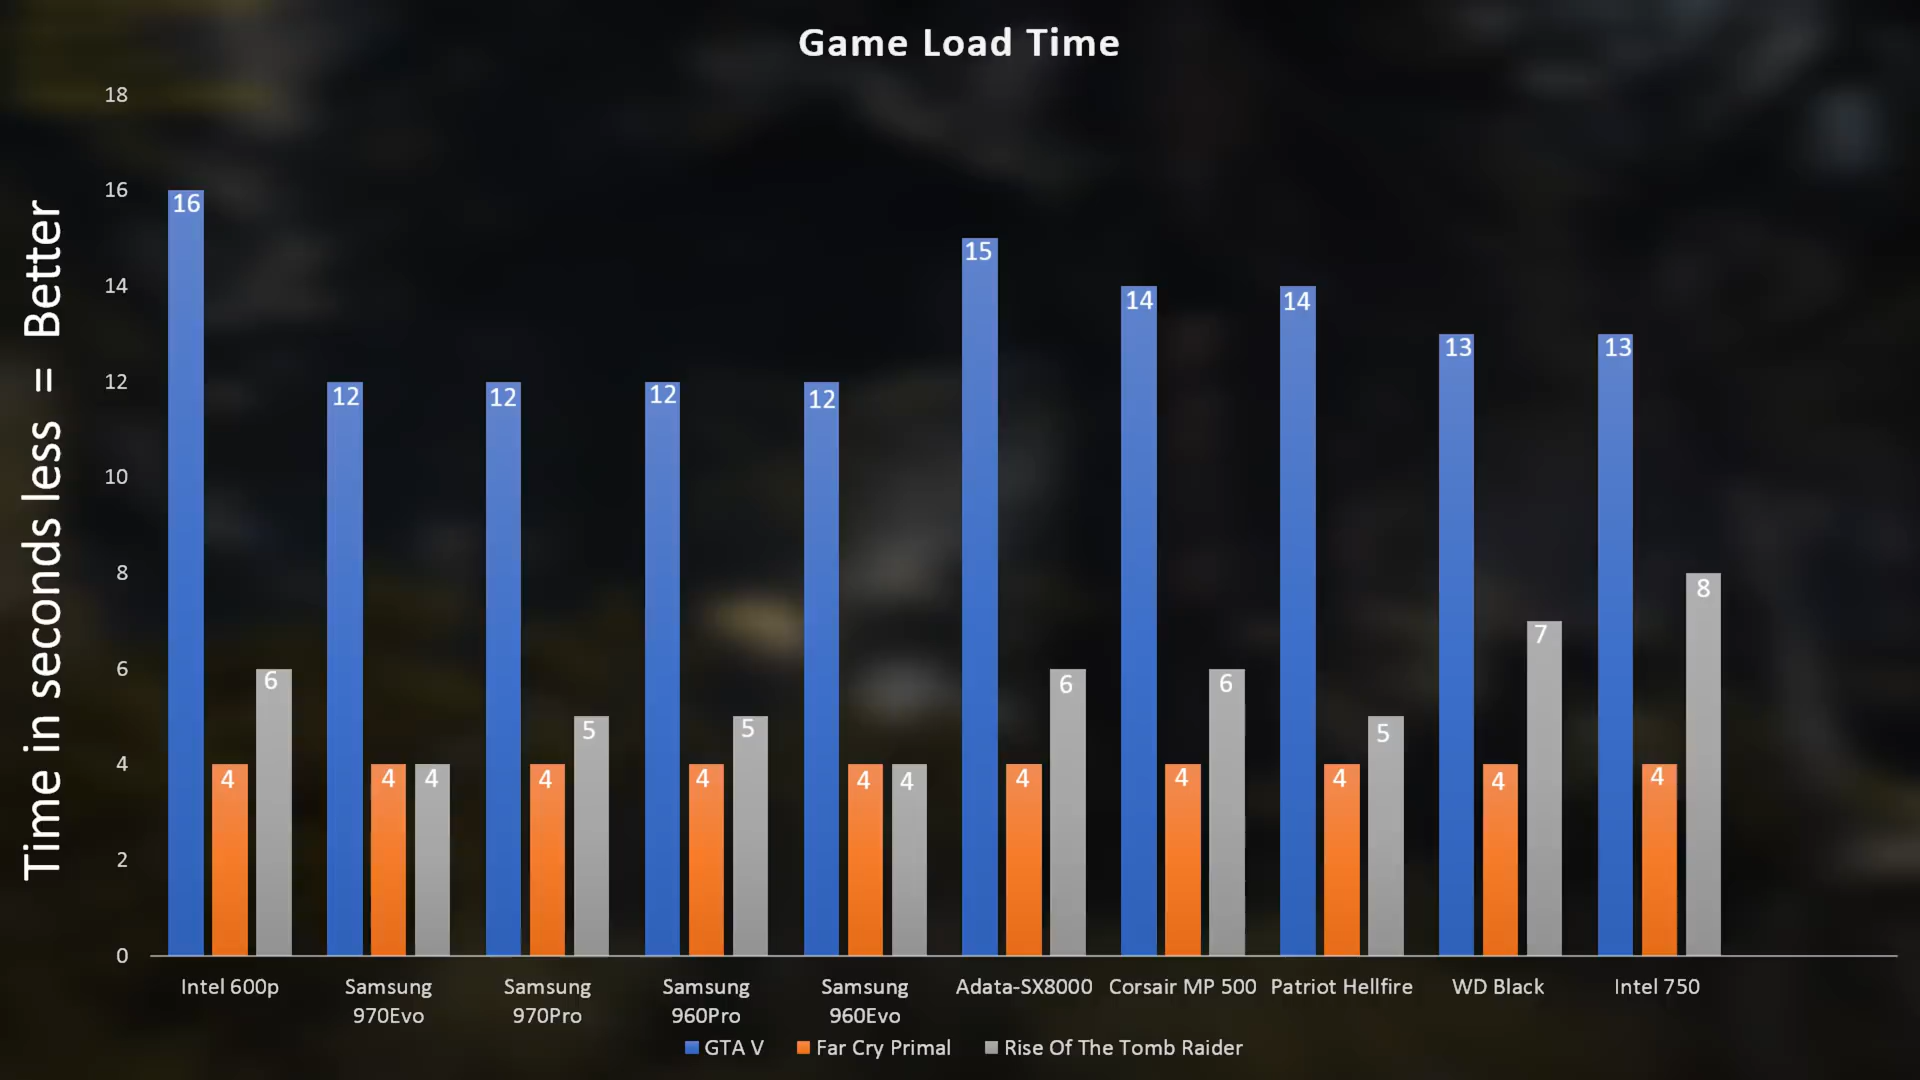 Game Load Time
Time in seconds less = Better
18
16
14
12
10
8
6
4
2
0
16
4
6
12
4
4
12
4
5
12
4
5
12
4
4
15
4
6
14
4
6
14
4
5
13
4
7
13
4
8
Intel 600p
Samsung
970Evo
Samsung
970Pro
Samsung
960Pro
Samsung
960Evo
Adata-SX8000
Corsair MP 500
Patriot Hellfire
WD Black
Intel 750
GTA V
Far Cry Primal
Rise Of The Tomb Raider